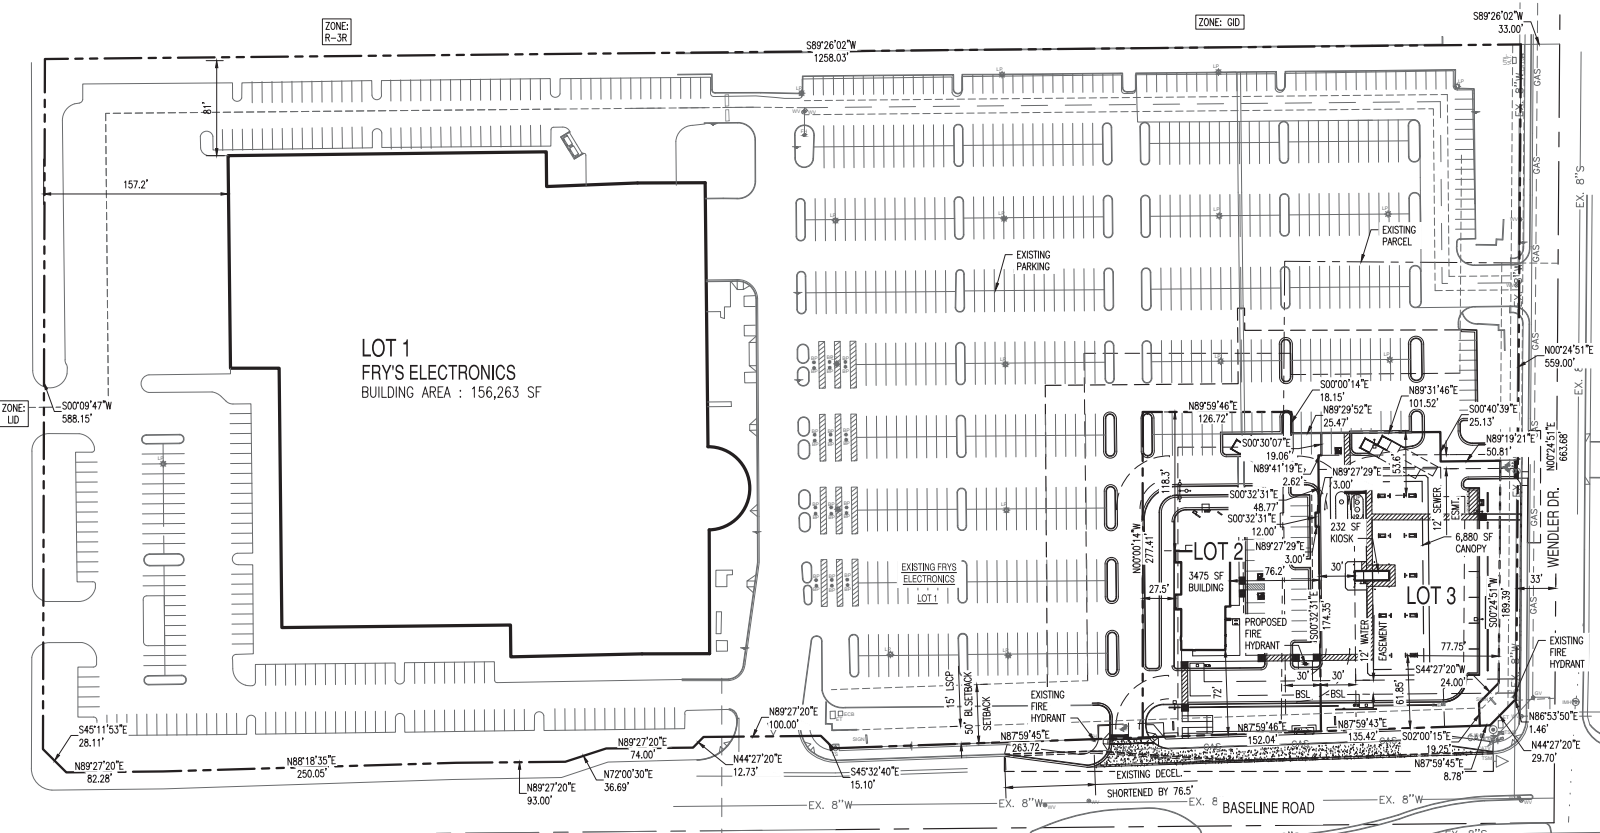 ZONE:
R-3R
ZONE: GID
S89°26'02"W
33.00'
S89°26'02"W
1258.03'
81'
157.2'
EX. 8"W
GAS
GAS
EX. 8"S
EXISTING
PARCEL
EXISTING
PARKING
LOT 1
FRY'S ELECTRONICS
BUILDING AREA : 156,263 SF
ZONE:
LID
S00°09'47"W
588.15'
N00°24'51"E
559.00'
N00°24'51"E
663.68'
WENDLER DR.
S00°00'14"E
18.15'
N89°31'46"E
101.52'
N89°59'46"E
126.72'
N89°29'52"E
25.47'
S00°40'39"E
25.13'
N89°19'21"E
50.81'
S00°30'07"E
19.06'
N89°41'19"E
2.62'
N89°27'29"E
3.00'
53.6'
118.3'
S00°32'31"E
48.77'
S00°32'31"E
12.00'
N89°27'29"E
3.00'
232 SF
KIOSK
12' SEWER
ESMT.
6,880 SF
CANOPY
N00°00'14"W
277.41'
LOT 2
3475 SF
BUILDING
76.2'
30'
27.5'
LOT 3
33'
S00°24'51"W
189.39'
S00°32'31"E
174.35'
EXISTING FRYS
ELECTRONICS
LOT 1
PROPOSED
FIRE
HYDRANT
12' WATER
EASEMENT
77.75'
EXISTING
FIRE
HYDRANT
S44°27'20"W
24.00'
30'
30'
BSL
BSL
72'
61.85'
15' LSCP
50' BLSETBACK
SETBACK
EXISTING
FIRE
HYDRANT
N89°27'20"E
100.00'
N87°59'45"E
263.72
N87°59'46"E
152.04'
N87°59'43"E
135.42'
S02°00'15"E
19.25'
N86°53'50"E
1.46'
N44°27'20"E
29.70'
N87°59'45"E
8.78'
S45°11'53"E
28.11'
N89°27'20"E
82.28'
N88°18'35"E
250.05'
N89°27'20"E
93.00'
N89°27'20"E
74.00'
N72°00'30"E
36.69'
N44°27'20"E
12.73'
S45°32'40"E
15.10'
SIGN
EXISTING DECEL.
SHORTENED BY 76.5'
EX. 8"W
EX. 8"W
EX. 8
BASELINE ROAD
EX. 8"W
EX. 8"S